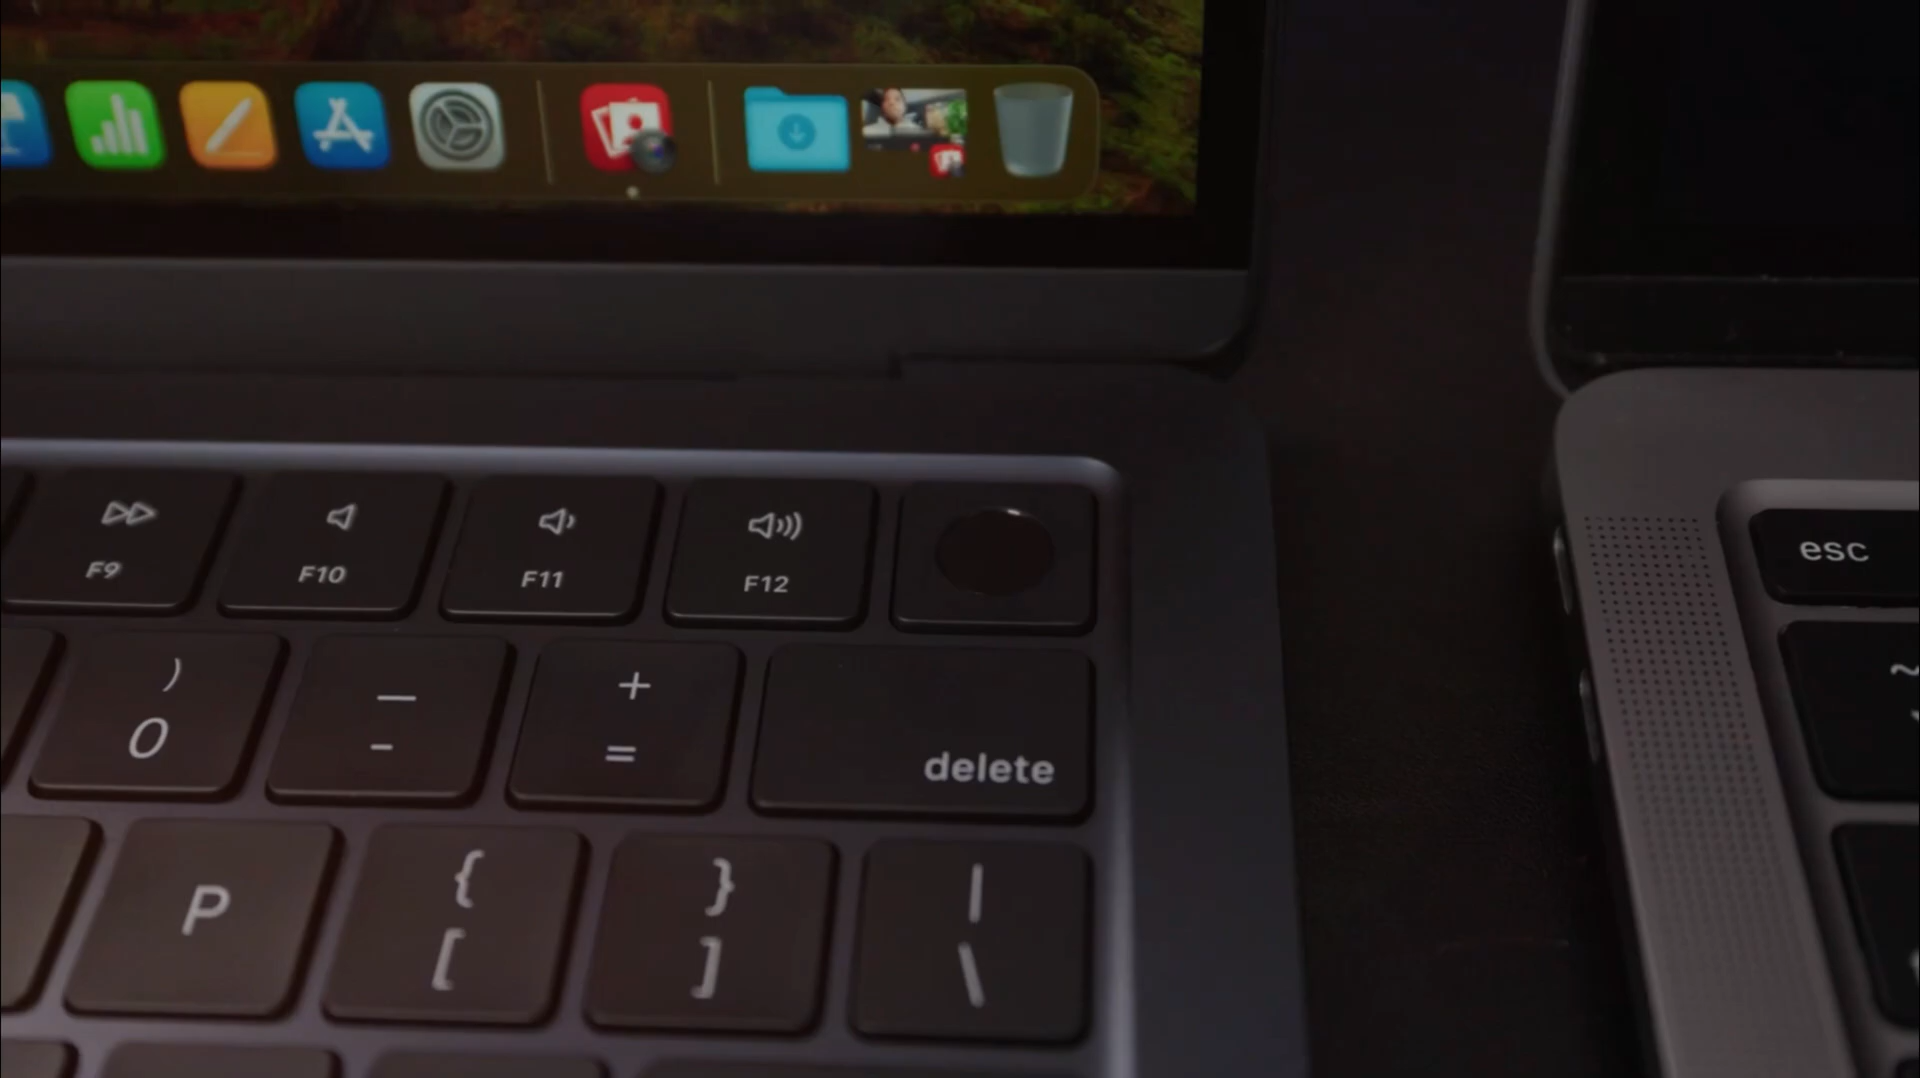 F9
F10
F11
F12
esc
)
0
—
-
+
=
delete
~
P
{
[
}
]
|
\